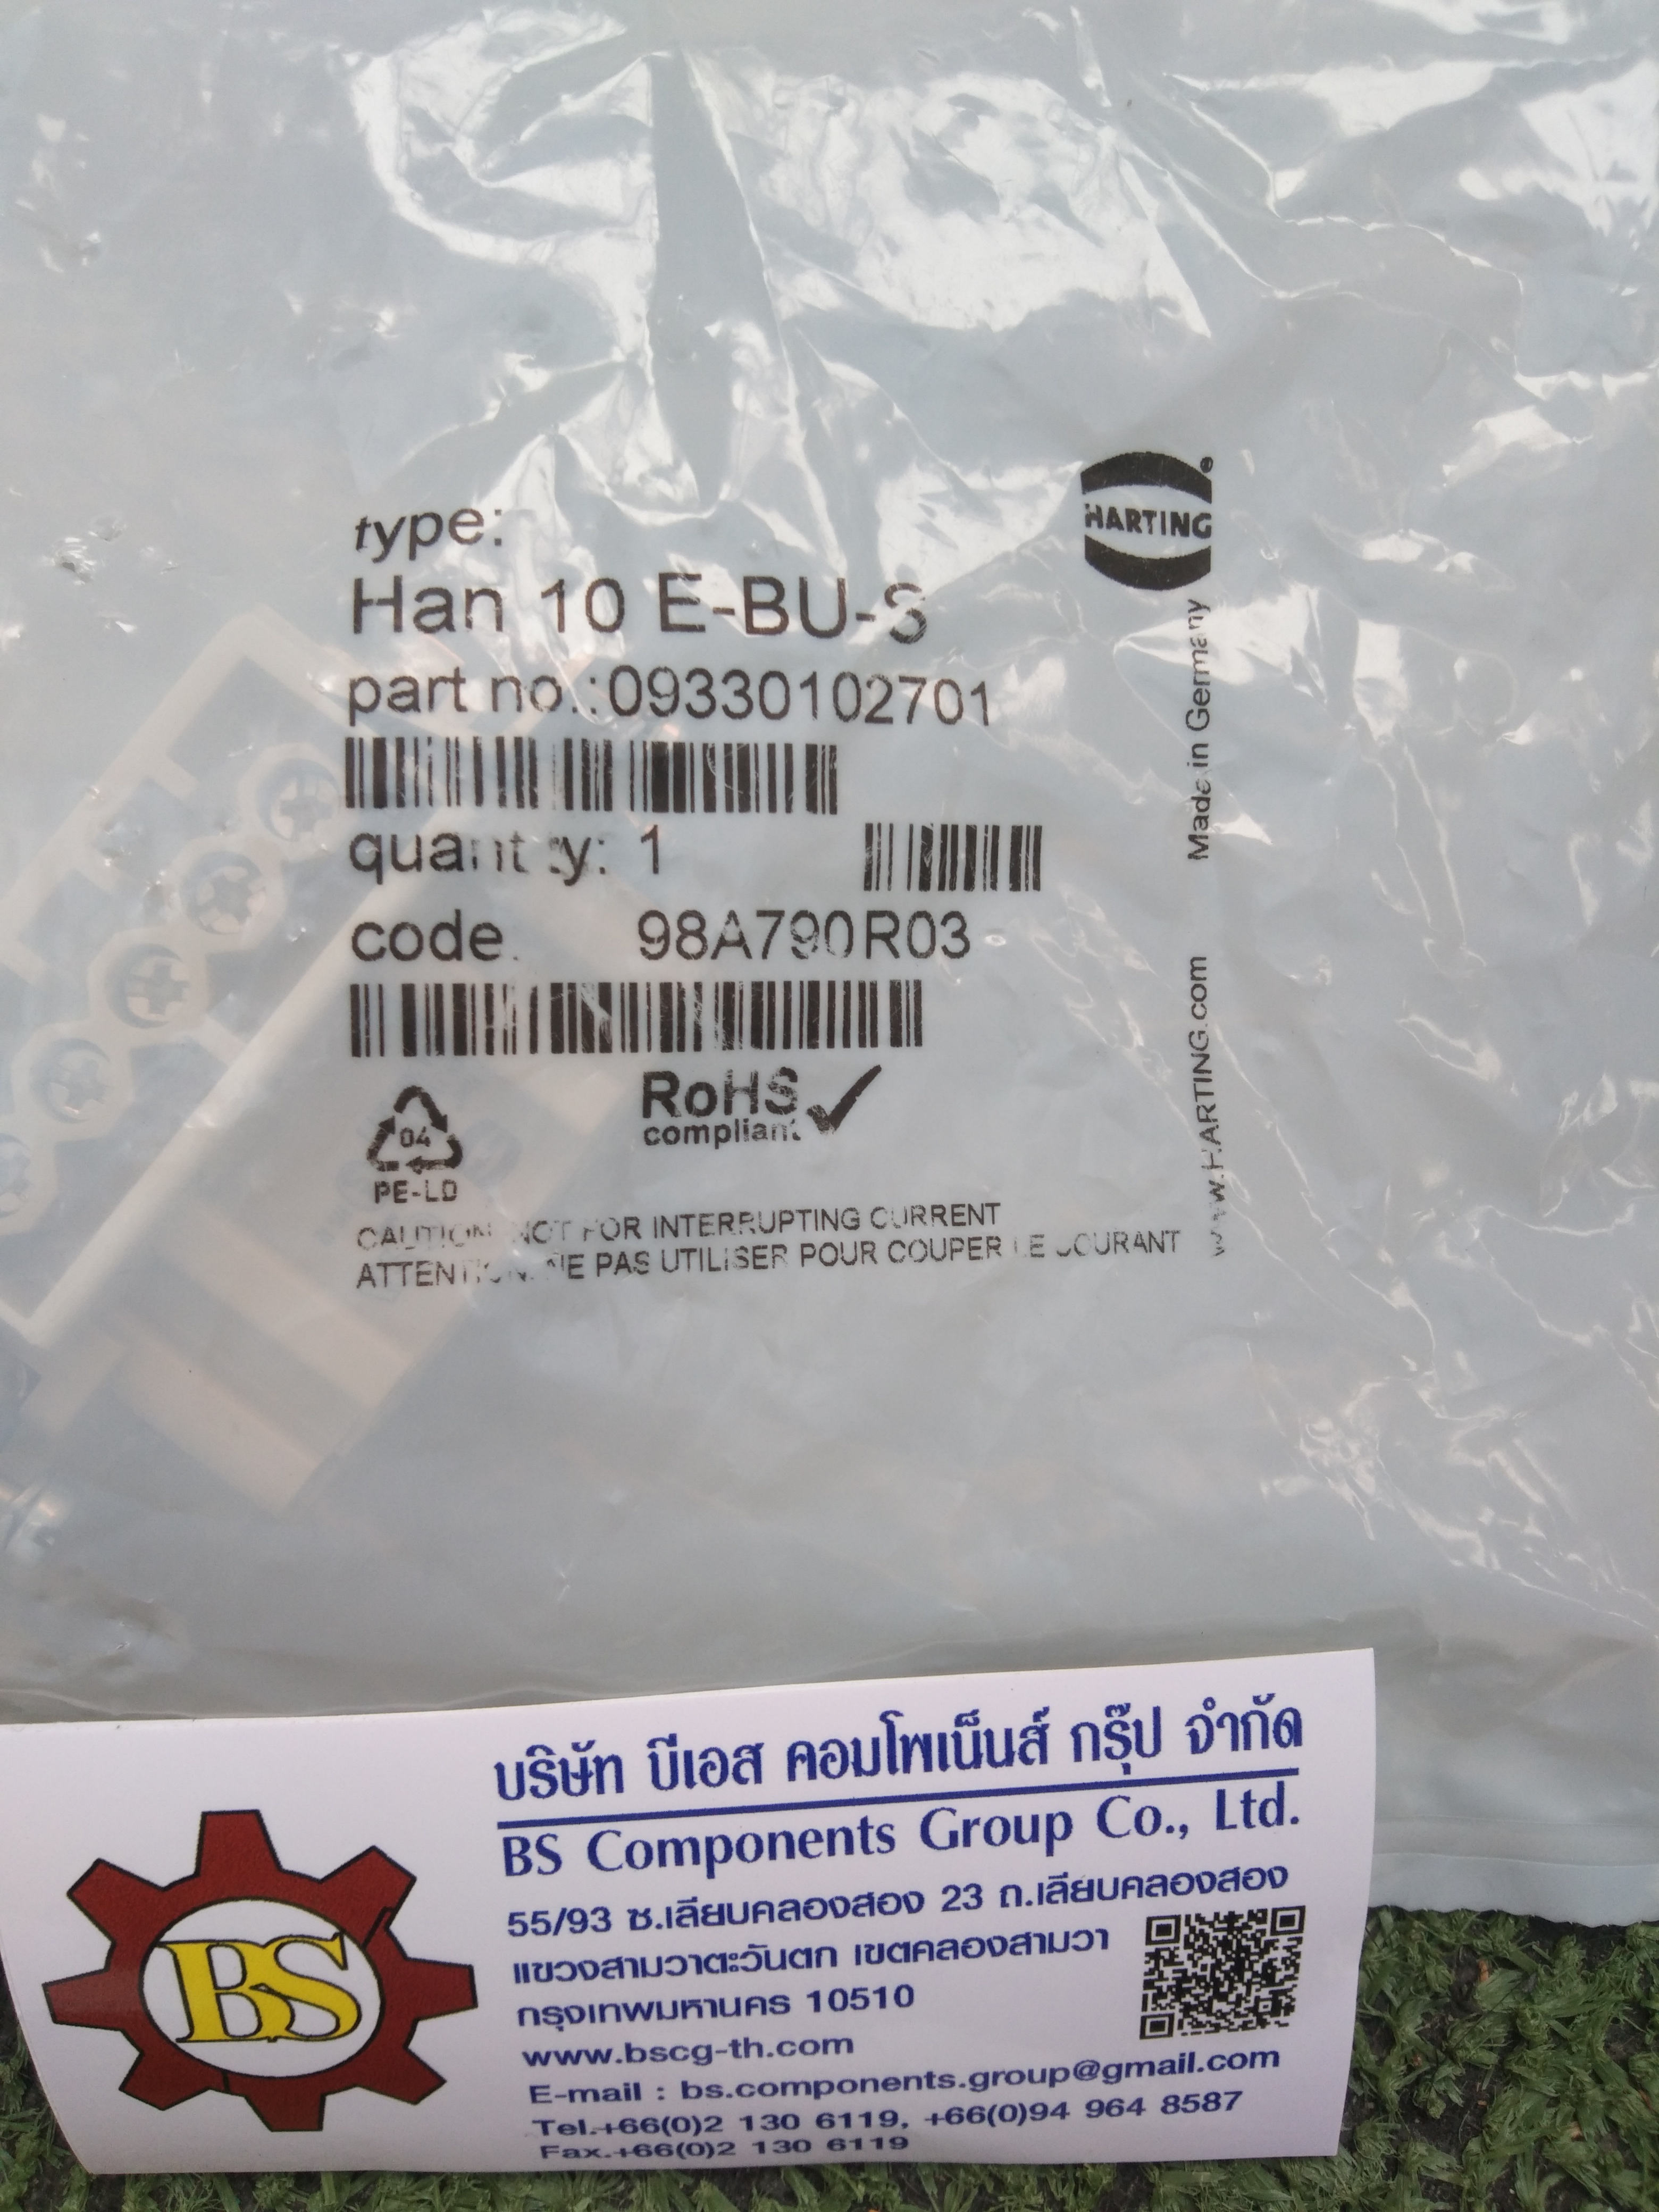 type:
HARTING
Han 10 E-BU-S
part no.:09330102701
quantity: 1
code. 98A790R03
Made in Germany
www.HARTING.com
RoHS
compliant
04
PE-LD
CAUTION: NOT FOR INTERRUPTING CURRENT
ATTENTION: NE PAS UTILISER POUR COUPER LE COURANT
บริษัท บีเอส คอมโพเน็นส์ กรุ๊ป จำกัด
BS Components Group Co., Ltd.
BS
55/93 ซ.เลียบคลองสอง 23 ถ.เลียบคลองสอง
แขวงสามวาตะวันตก เขตคลองสามวา
กรุงเทพมหานคร 10510
www.bscg-th.com
E-mail : bs.components.group@gmail.com
Tel.+66(0)2 130 6119, +66(0)94 964 8587
Fax.+66(0)2 130 6119